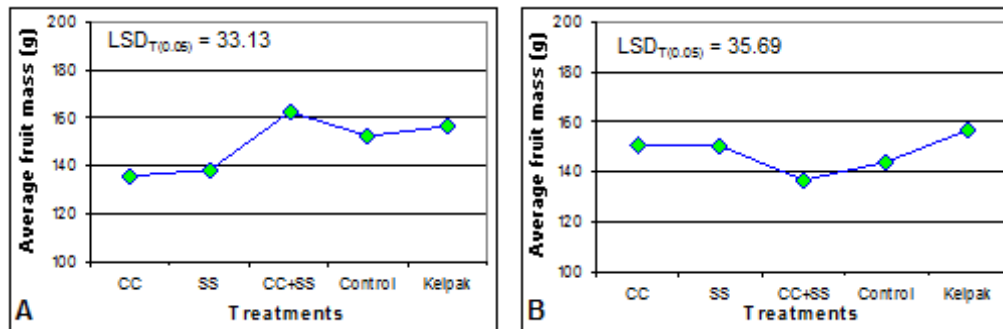 Average fruit mass (g)
200
180
160
140
120
100
LSDT(0.05) = 33.13
CC SS CC+SS Control Kelpak
Treatments
A
Average fruit mass (g)
200
180
160
140
120
100
LSDT(0.05) = 35.69
CC SS CC+SS Control Kelpak
Treatments
B